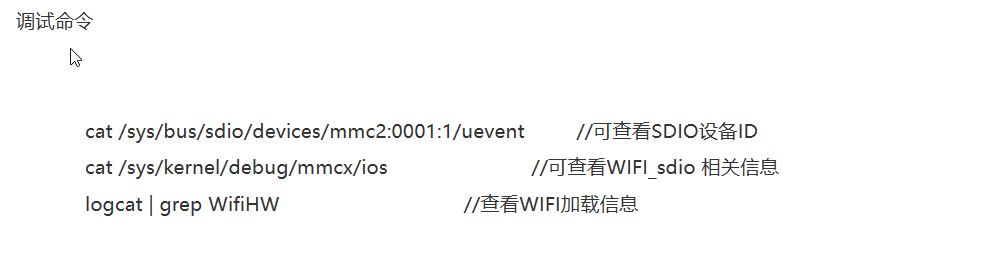 调试命令
cat /sys/bus/sdio/devices/mmc2:0001:1/uevent //可查看SDIO设备ID
cat /sys/kernel/debug/mmcx/ios //可查看WIFI_sdio 相关信息
logcat | grep WifiHW //查看WIFI加载信息